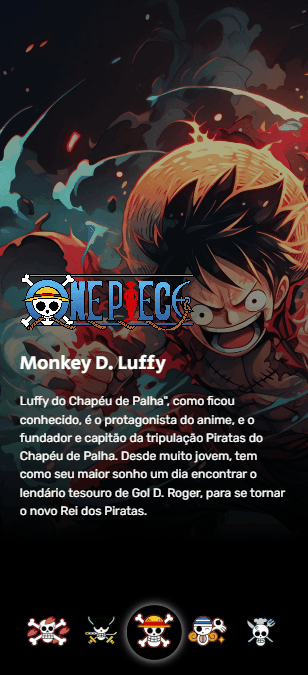 ONE PIECE
Monkey D. Luffy
Luffy do Chapéu de Palha", como ficou
conhecido, é o protagonista do anime, e o
fundador e capitão da tripulação Piratas do
Chapéu de Palha. Desde muito jovem, tem
como seu maior sonho um dia encontrar o
lendário tesouro de Gol D. Roger, para se tornar
o novo Rei dos Piratas.